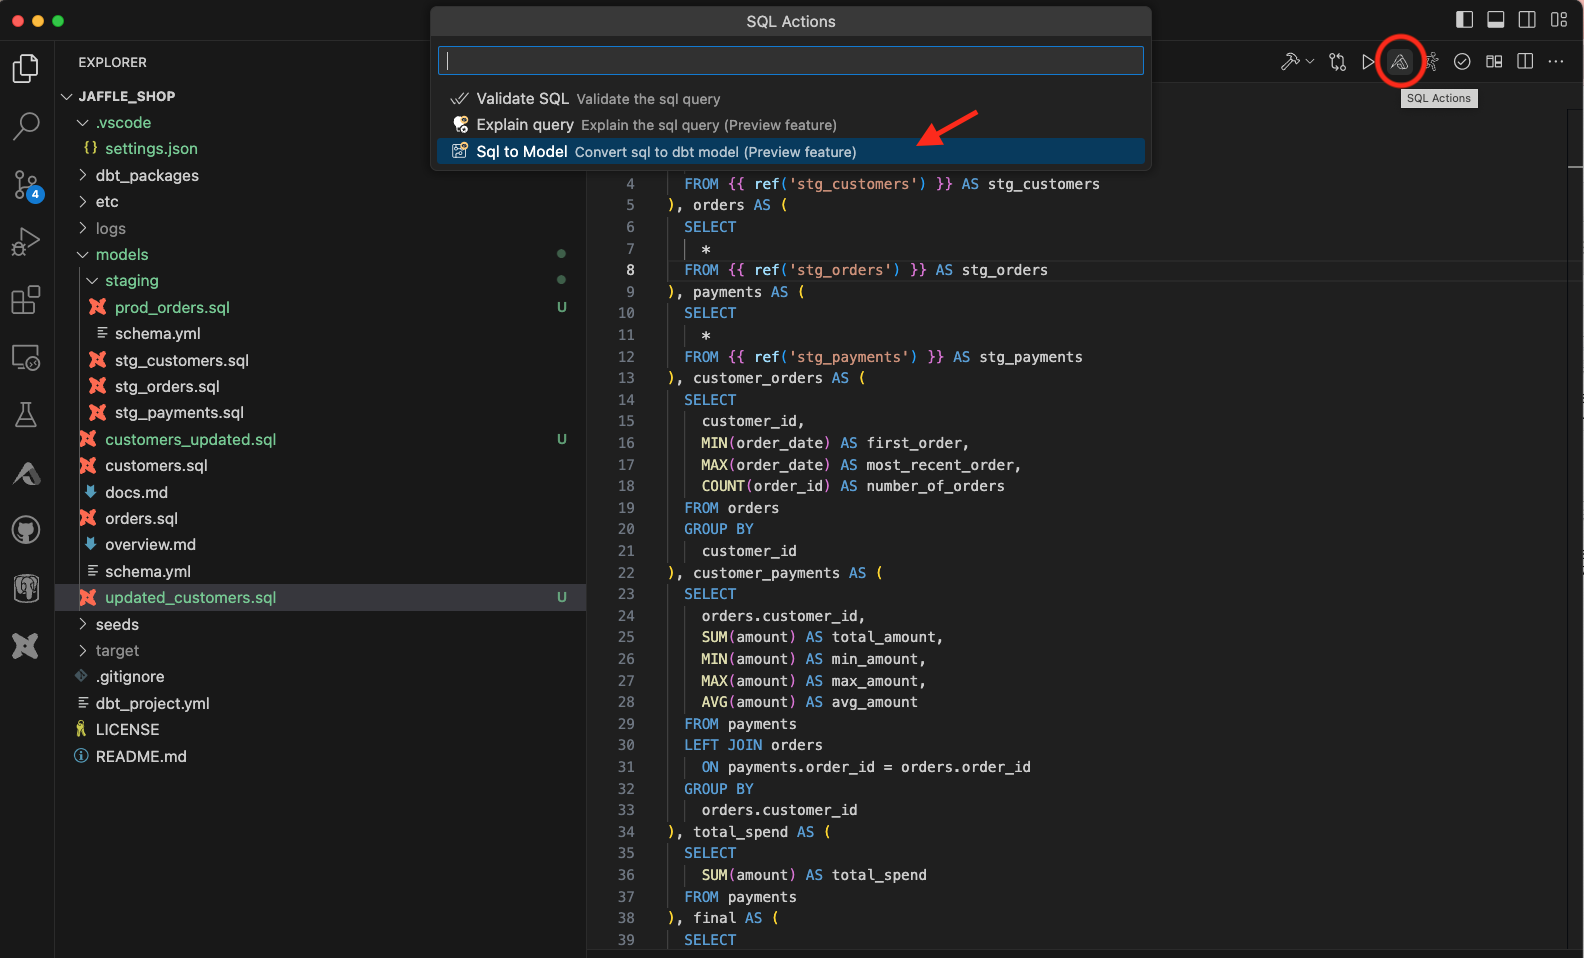 SQL Actions
Validate SQL Validate the sql query
Explain query Explain the sql query (Preview feature)
Sql to Model Convert sql to dbt model (Preview feature)
SQL Actions
EXPLORER
JAFFLE_SHOP
.vscode
{} settings.json
dbt_packages
4
etc
logs
models
staging
prod_orders.sql U
schema.yml
stg_customers.sql
stg_orders.sql
stg_payments.sql
customers_updated.sql U
customers.sql
docs.md
orders.sql
overview.md
schema.yml
updated_customers.sql U
seeds
target
.gitignore
dbt_project.yml
LICENSE
README.md
4 FROM {{ ref('stg_customers') }} AS stg_customers
5 ), orders AS (
6 SELECT
7 *
8 FROM {{ ref('stg_orders') }} AS stg_orders
9 ), payments AS (
10 SELECT
11 *
12 FROM {{ ref('stg_payments') }} AS stg_payments
13 ), customer_orders AS (
14 SELECT
15 customer_id,
16 MIN(order_date) AS first_order,
17 MAX(order_date) AS most_recent_order,
18 COUNT(order_id) AS number_of_orders
19 FROM orders
20 GROUP BY
21 customer_id
22 ), customer_payments AS (
23 SELECT
24 orders.customer_id,
25 SUM(amount) AS total_amount,
26 MIN(amount) AS min_amount,
27 MAX(amount) AS max_amount,
28 AVG(amount) AS avg_amount
29 FROM payments
30 LEFT JOIN orders
31 ON payments.order_id = orders.order_id
32 GROUP BY
33 orders.customer_id
34 ), total_spend AS (
35 SELECT
36 SUM(amount) AS total_spend
37 FROM payments
38 ), final AS (
39 SELECT